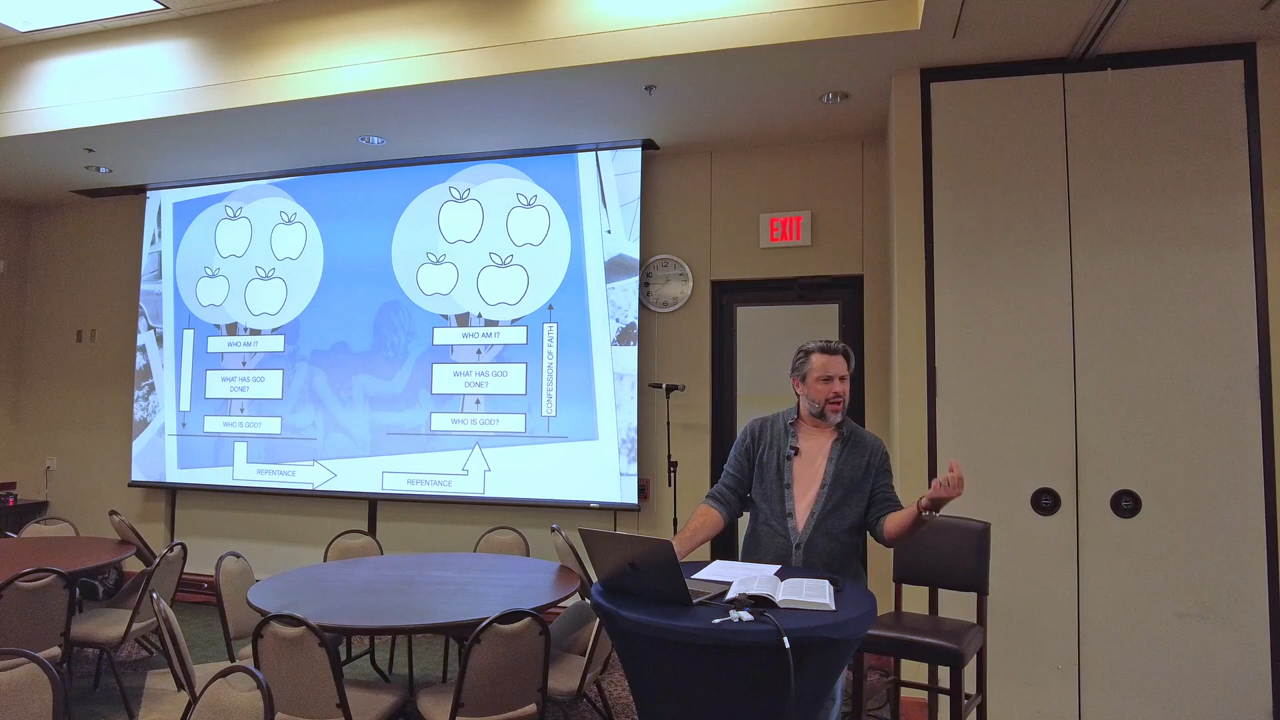 WHO AM I?
WHAT HAS GOD
DONE?
WHO IS GOD?
REPENTANCE
WHO AM I?
WHAT HAS GOD
DONE?
WHO IS GOD?
CONFESSION OF FAITH
REPENTANCE
EXIT